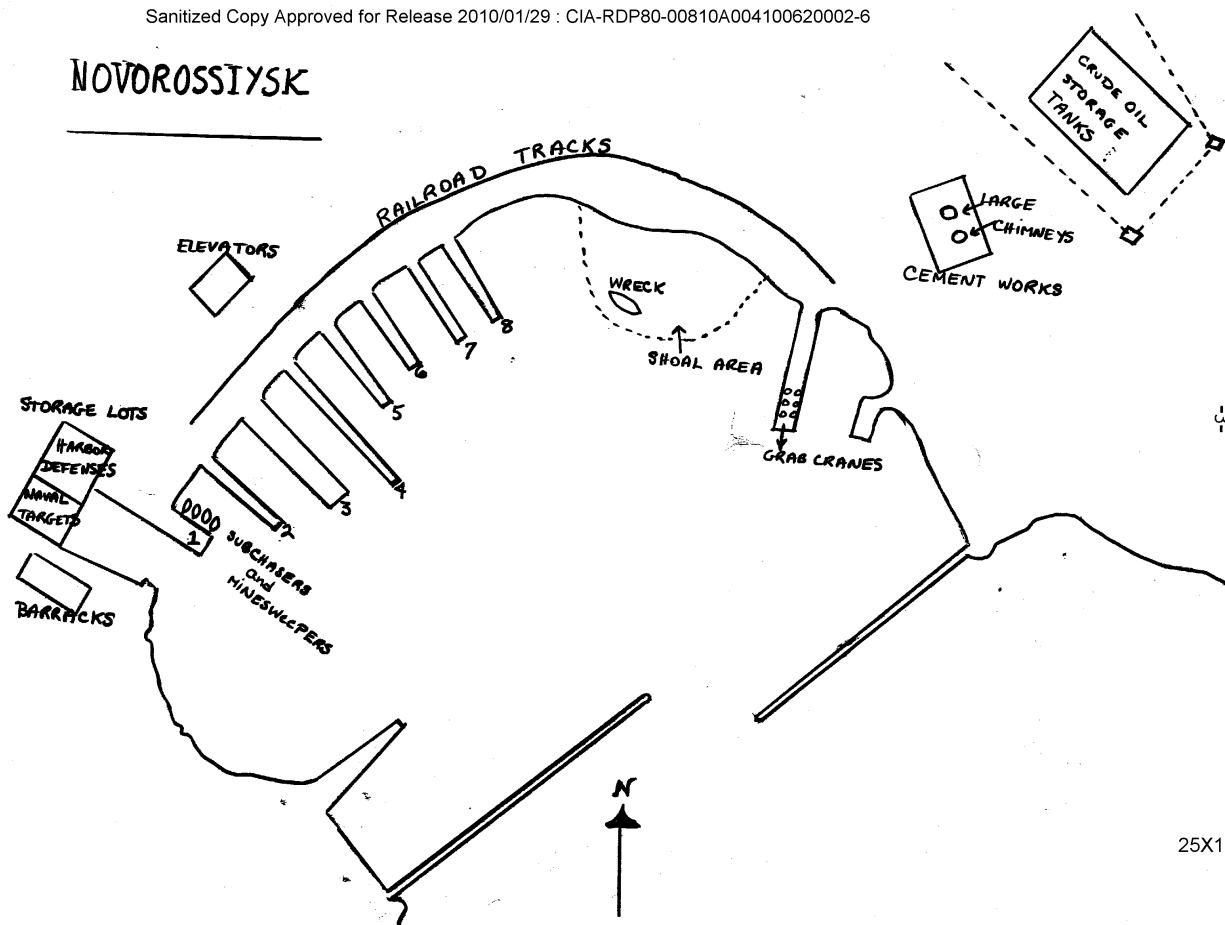 Sanitized Copy Approved for Release 2010/01/29 : CIA-RDP80-00810A004100620002-6
NOVOROSSIYSK
CRUDE OIL
STORAGE
TANKS
RAILROAD TRACKS
LARGE
CHIMNEYS
CEMENT WORKS
ELEVATORS
WRECK
SHOAL AREA
8
7
6
5
4
3
2
1
STORAGE LOTS
HARBOR
DEFENSES
NAVAL
TARGETS
GRAB CRANES
SUBCHASERS
and
MINESWEEPERS
BARRACKS
N
25X1